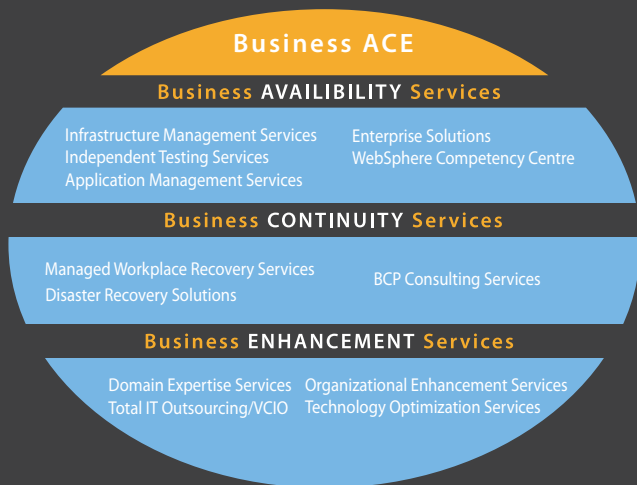 Business ACE
Business AVAILIBILITY Services
Infrastructure Management Services
Independent Testing Services
Application Management Services
Enterprise Solutions
WebSphere Competency Centre
Business CONTINUITY Services
Managed Workplace Recovery Services
Disaster Recovery Solutions
BCP Consulting Services
Business ENHANCEMENT Services
Domain Expertise Services
Total IT Outsourcing/VCIO
Organizational Enhancement Services
Technology Optimization Services